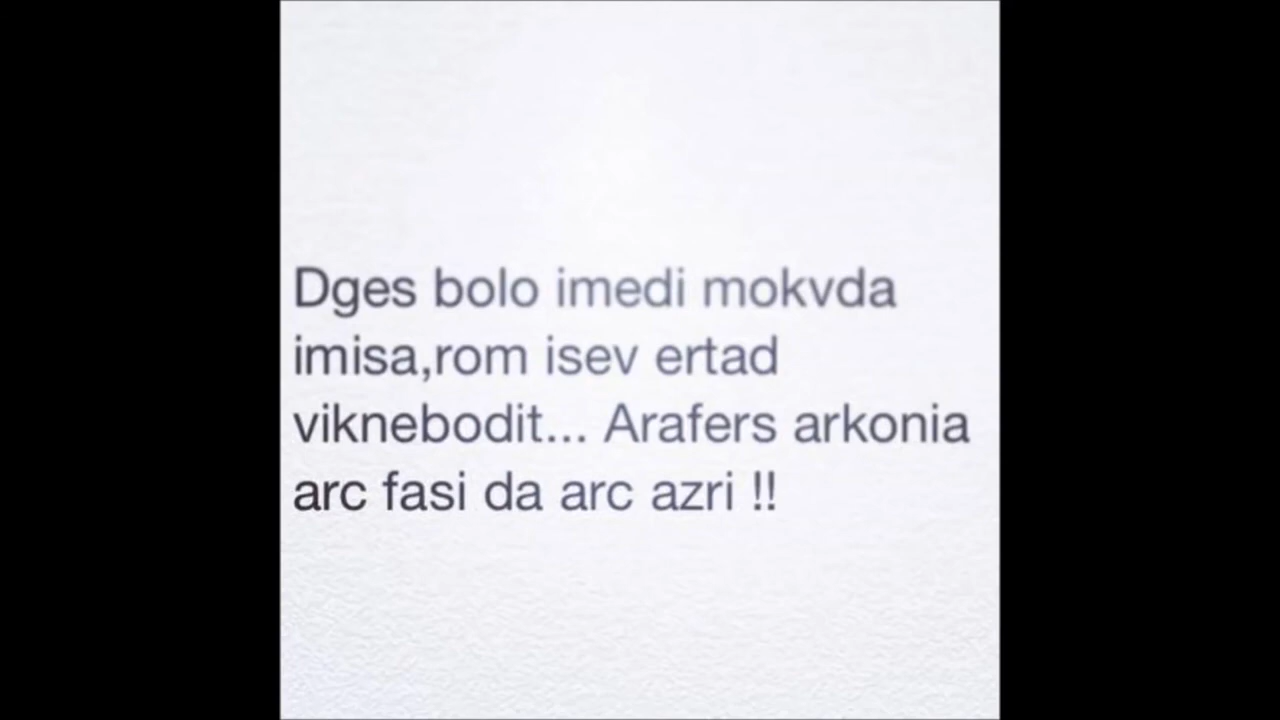 Dges bolo imedi mokvda
imisa,rom isev ertad
viknebodit... Arafers arkonia
arc fasi da arc azri !!